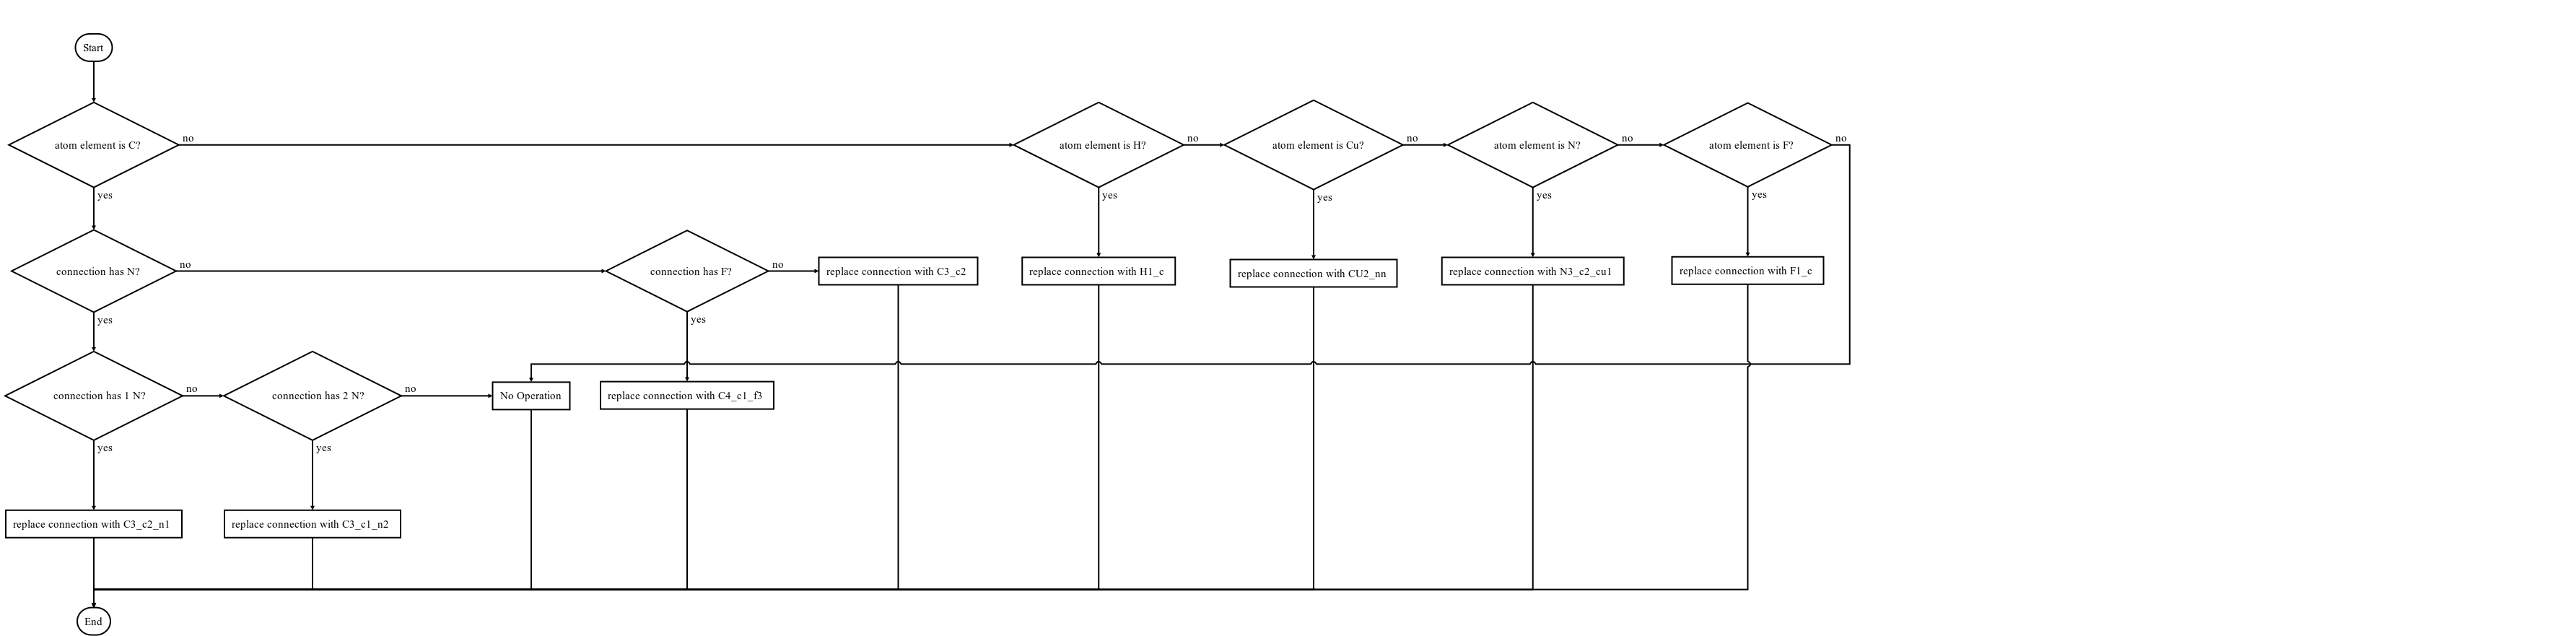 Start
atom element is C?
no
atom element is H?
no
atom element is Cu?
no
atom element is N?
no
atom element is F?
no
yes
yes
yes
yes
yes
connection has N?
no
connection has F?
no
replace connection with C3_c2
replace connection with H1_c
replace connection with CU2_nn
replace connection with N3_c2_cu1
replace connection with F1_c
yes
yes
connection has 1 N?
no
connection has 2 N?
no
No Operation
replace connection with C4_c1_f3
yes
yes
replace connection with C3_c2_n1
replace connection with C3_c1_n2
End